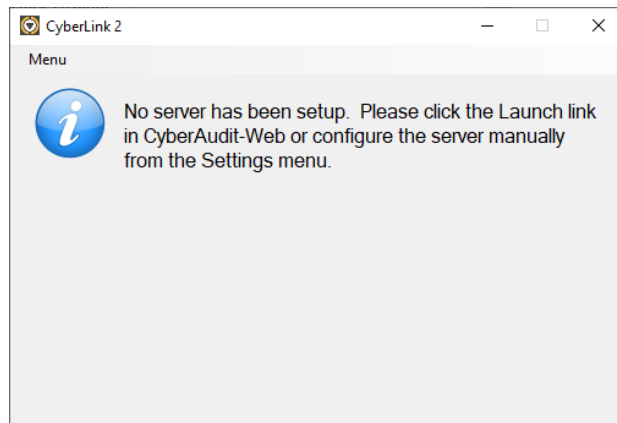 CyberLink 2
Menu
No server has been setup. Please click the Launch link
in CyberAudit-Web or configure the server manually
from the Settings menu.